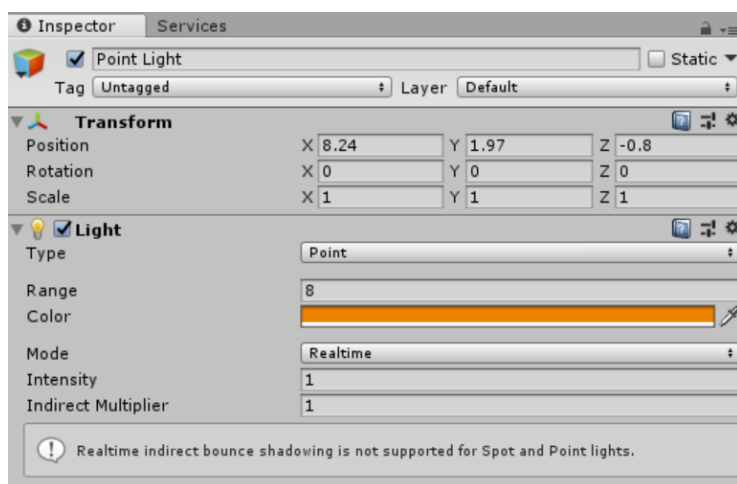 Inspector Services
Point Light Static
Tag Untagged Layer Default
Transform
Position X 8.24 Y 1.97 Z -0.8
Rotation X 0 Y 0 Z 0
Scale X 1 Y 1 Z 1
Light
Type Point
Range 8
Color
Mode Realtime
Intensity 1
Indirect Multiplier 1
Realtime indirect bounce shadowing is not supported for Spot and Point lights.